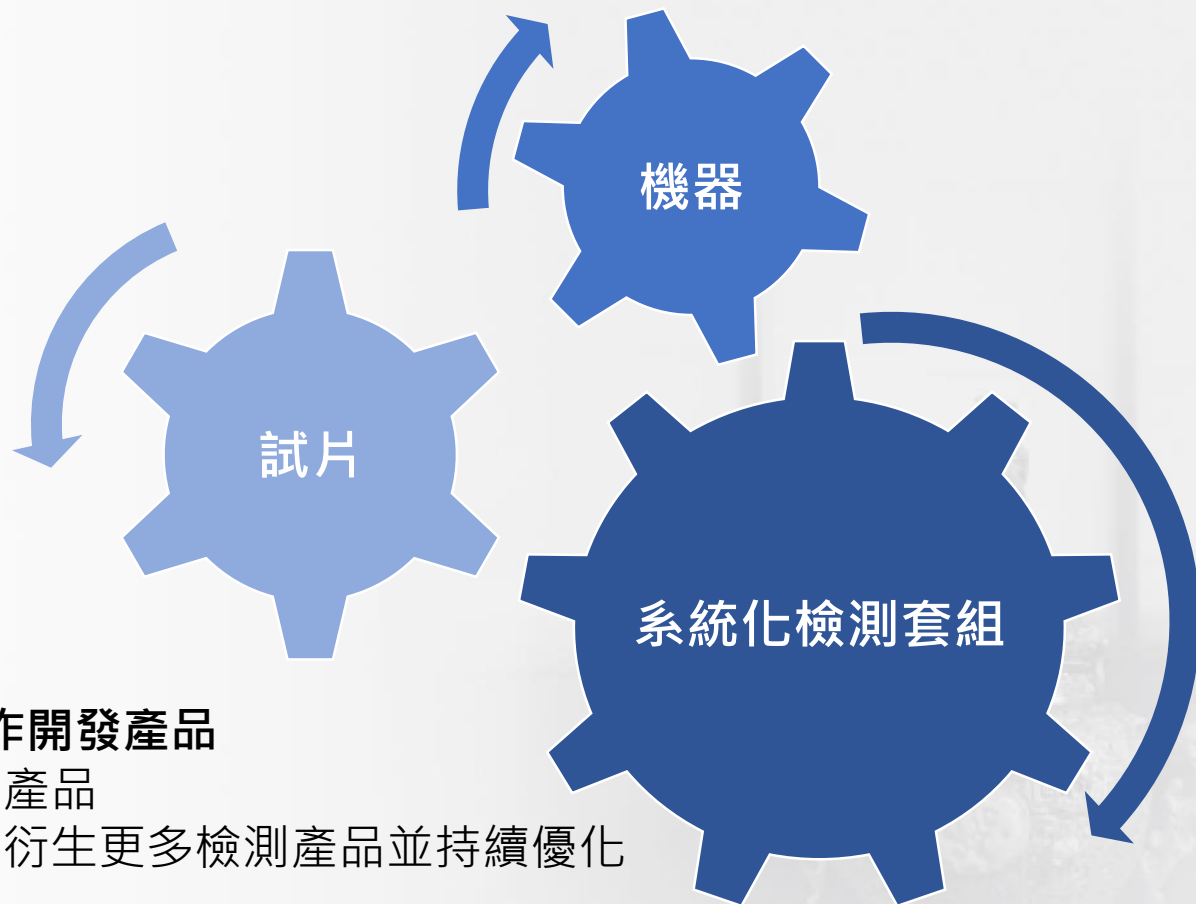 機器
試片
系統化檢測套組
作開發產品
產品
衍生更多檢測產品並持續優化